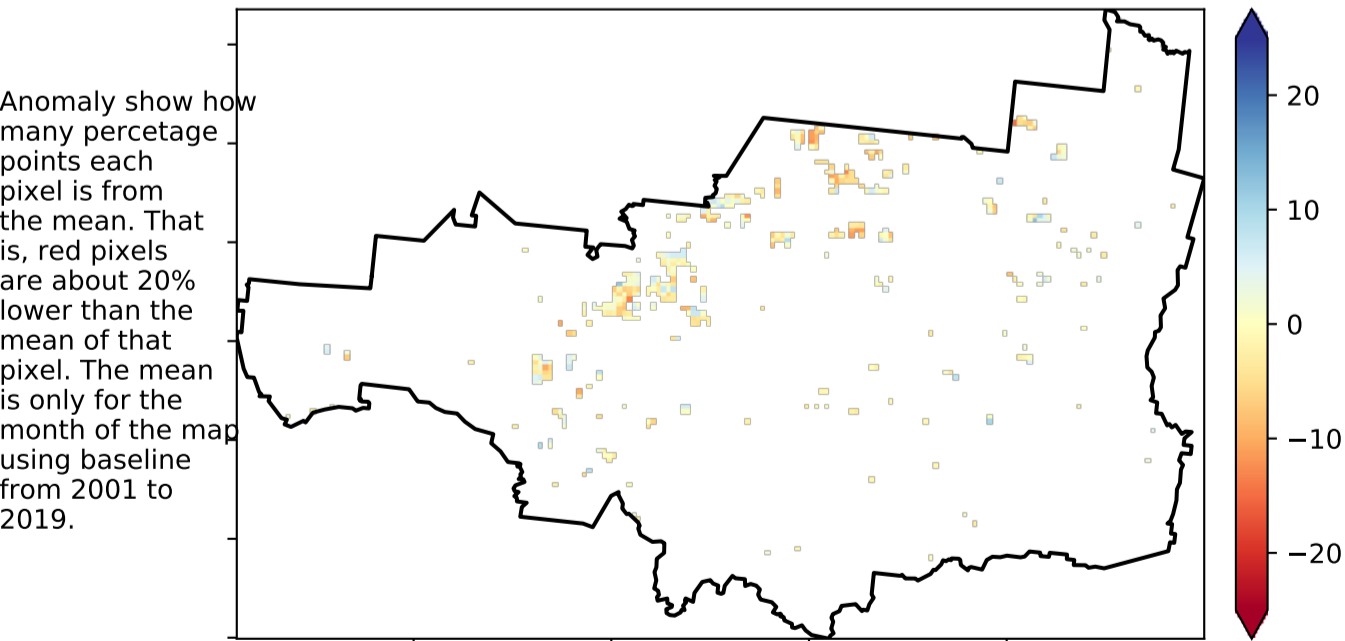 Anomaly show how
many percetage
points each
pixel is from
the mean. That
is, red pixels
are about 20%
lower than the
mean of that
pixel. The mean
is only for the
month of the map
using baseline
from 2001 to
2019.
20
10
0
−10
−20